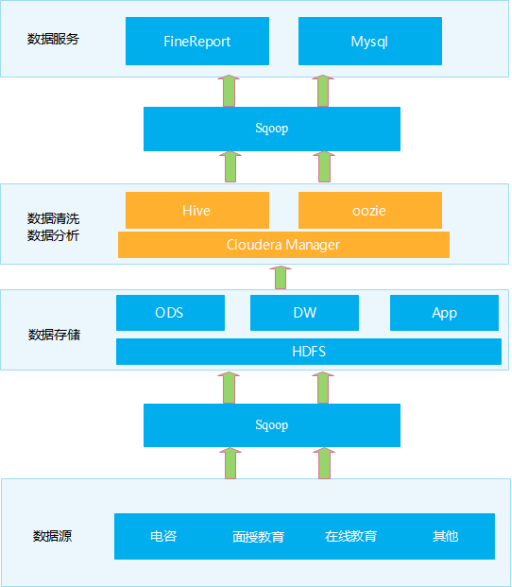 数据服务
FineReport
Mysql
Sqoop
数据清洗
数据分析
Hive
oozie
Cloudera Manager
数据存储
ODS
DW
App
HDFS
Sqoop
数据源
电咨
面授教育
在线教育
其他